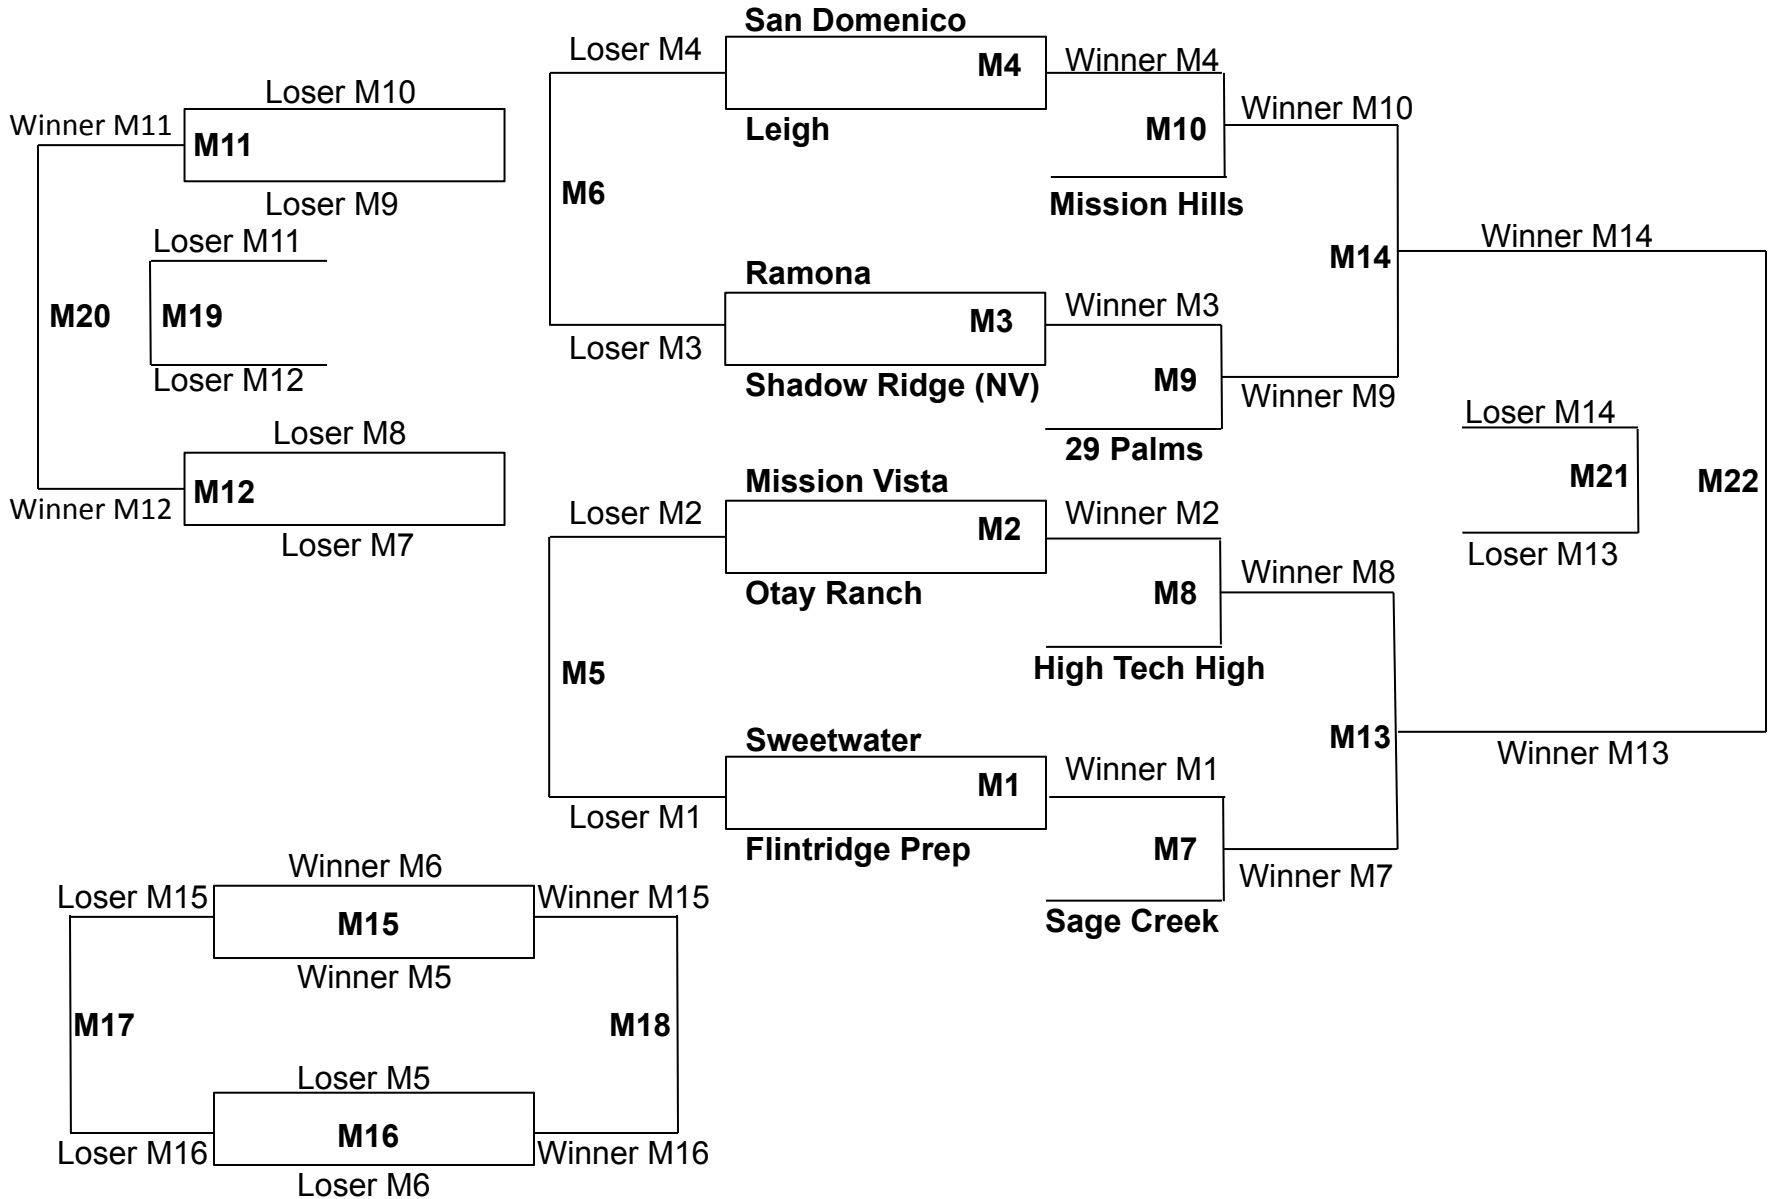 San Domenico
Loser M4
M4
Winner M4
Leigh
M10
Winner M10
Mission Hills
M6
Loser M10
Winner M11
M11
Loser M9
Loser M11
M20
M19
Loser M12
Loser M8
Winner M12
M12
Loser M7
Ramona
M3
Winner M3
Loser M3
Shadow Ridge (NV)
M9
Winner M9
29 Palms
M14
Winner M14
Loser M14
M21
M22
Loser M13
Mission Vista
Loser M2
M2
Winner M2
Otay Ranch
M8
Winner M8
High Tech High
M5
Sweetwater
M1
Winner M1
Loser M1
Flintridge Prep
M7
Winner M7
Sage Creek
M13
Winner M13
Winner M6
Loser M15
M15
Winner M15
Winner M5
M17
M18
Loser M5
M16
Loser M16
Winner M16
Loser M6